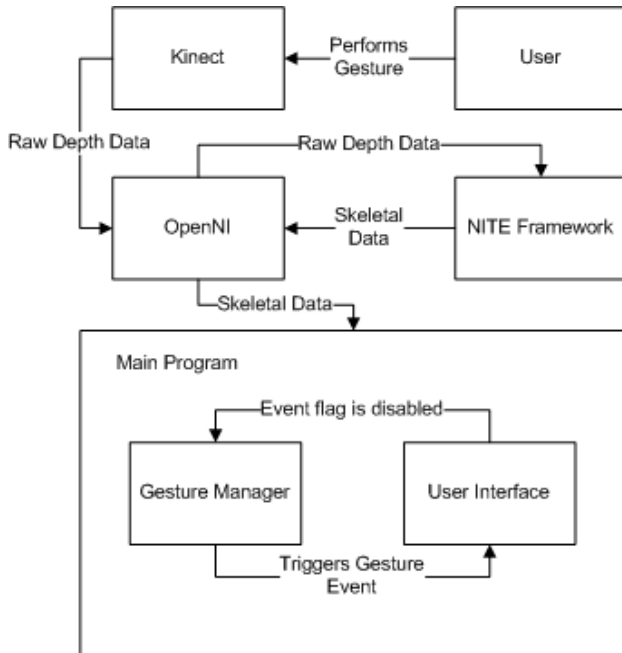 Kinect
Performs
Gesture
User
Raw Depth Data
Raw Depth Data
OpenNI
Skeletal
Data
NITE Framework
Skeletal Data
Main Program
Event flag is disabled
Gesture Manager
User Interface
Triggers Gesture
Event